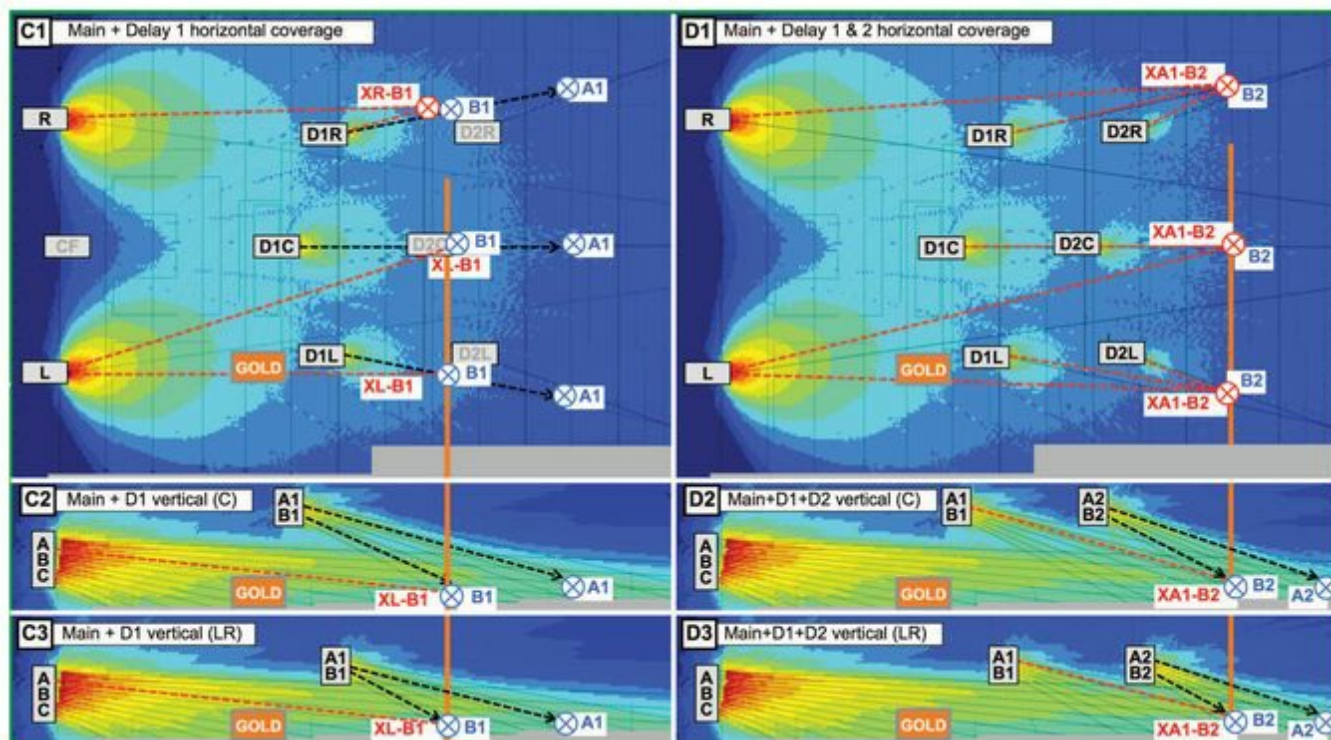 C1 Main + Delay 1 horizontal coverage
XR-B1
A1
R
B1
D1R
D2R
CF
D1C
D2C
B1
A1
XL-B1
D1L
D2L
L
GOLD
XL-B1
B1
A1
D1 Main + Delay 1 & 2 horizontal coverage
XA1-B2
R
B2
D1R
D2R
XA1-B2
D1C
D2C
B2
D1L
D2L
L
GOLD
B2
XA1-B2
C2 Main + D1 vertical (C)
A1
B1
A
B
C
GOLD
XL-B1
B1
A1
D2 Main+D1+D2 vertical (C)
A1
B1
A2
B2
A
B
C
GOLD
XA1-B2
B2
A2
C3 Main + D1 vertical (LR)
A1
B1
A
B
C
GOLD
XL-B1
B1
A1
D3 Main+D1+D2 vertical (LR)
A1
B1
A2
B2
A
B
C
GOLD
XA1-B2
B2
A2